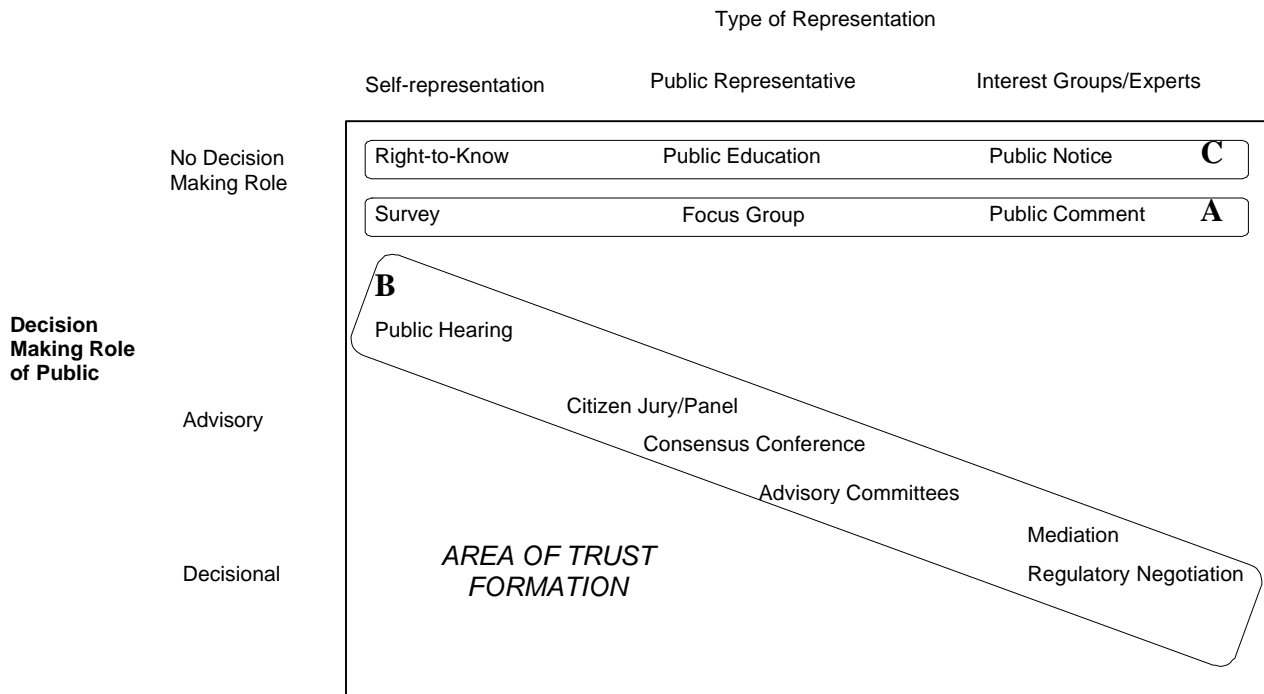 Type of Representation
Self-representation Public Representative Interest Groups/Experts
No Decision
Making Role
Right-to-Know Public Education Public Notice C
Survey Focus Group Public Comment A
B
Public Hearing
Decision
Making Role
of Public
Citizen Jury/Panel
Advisory
Consensus Conference
Advisory Committees
Mediation
AREA OF TRUST
FORMATION
Decisional
Regulatory Negotiation